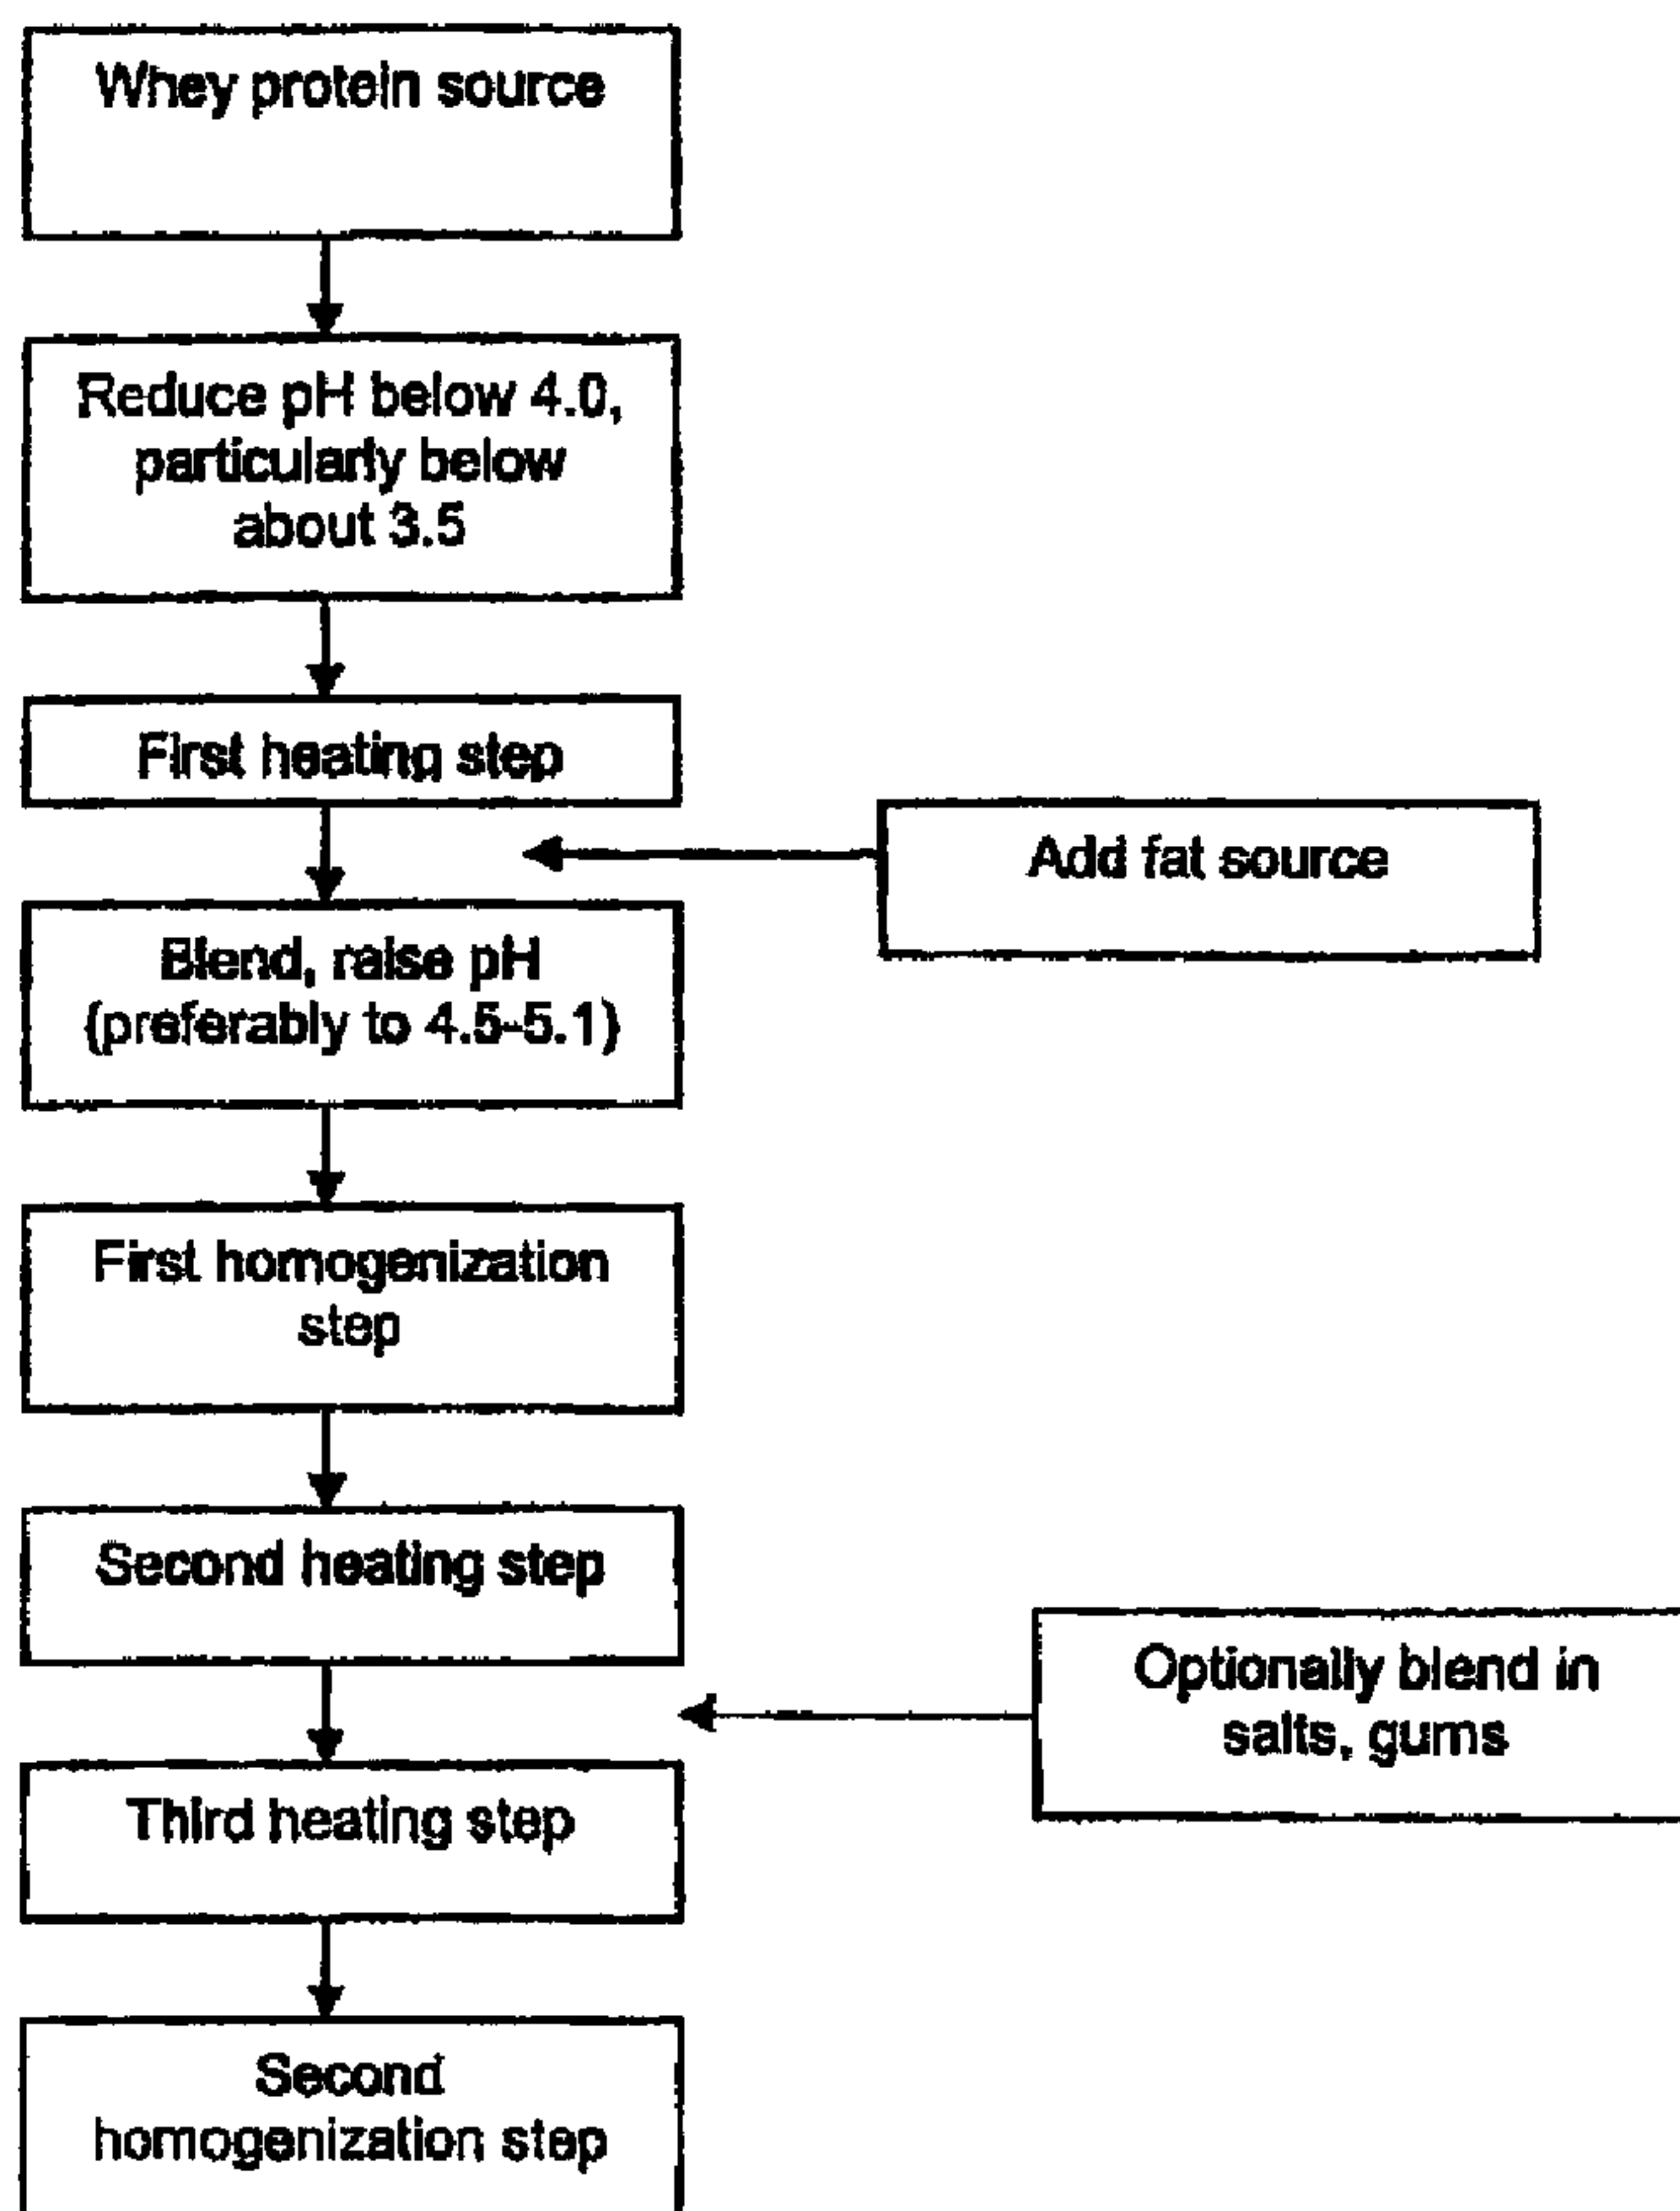 Whey protein source
Reduce pH below 4.0,
particularly below
about 3.5
First heating step
Add fat source
Blend, raise pH
(preferably to 4.5-5.1)
First homogenization
step
Second heating step
Optionally blend in
salts, gums
Third heating step
Second
homogenization step